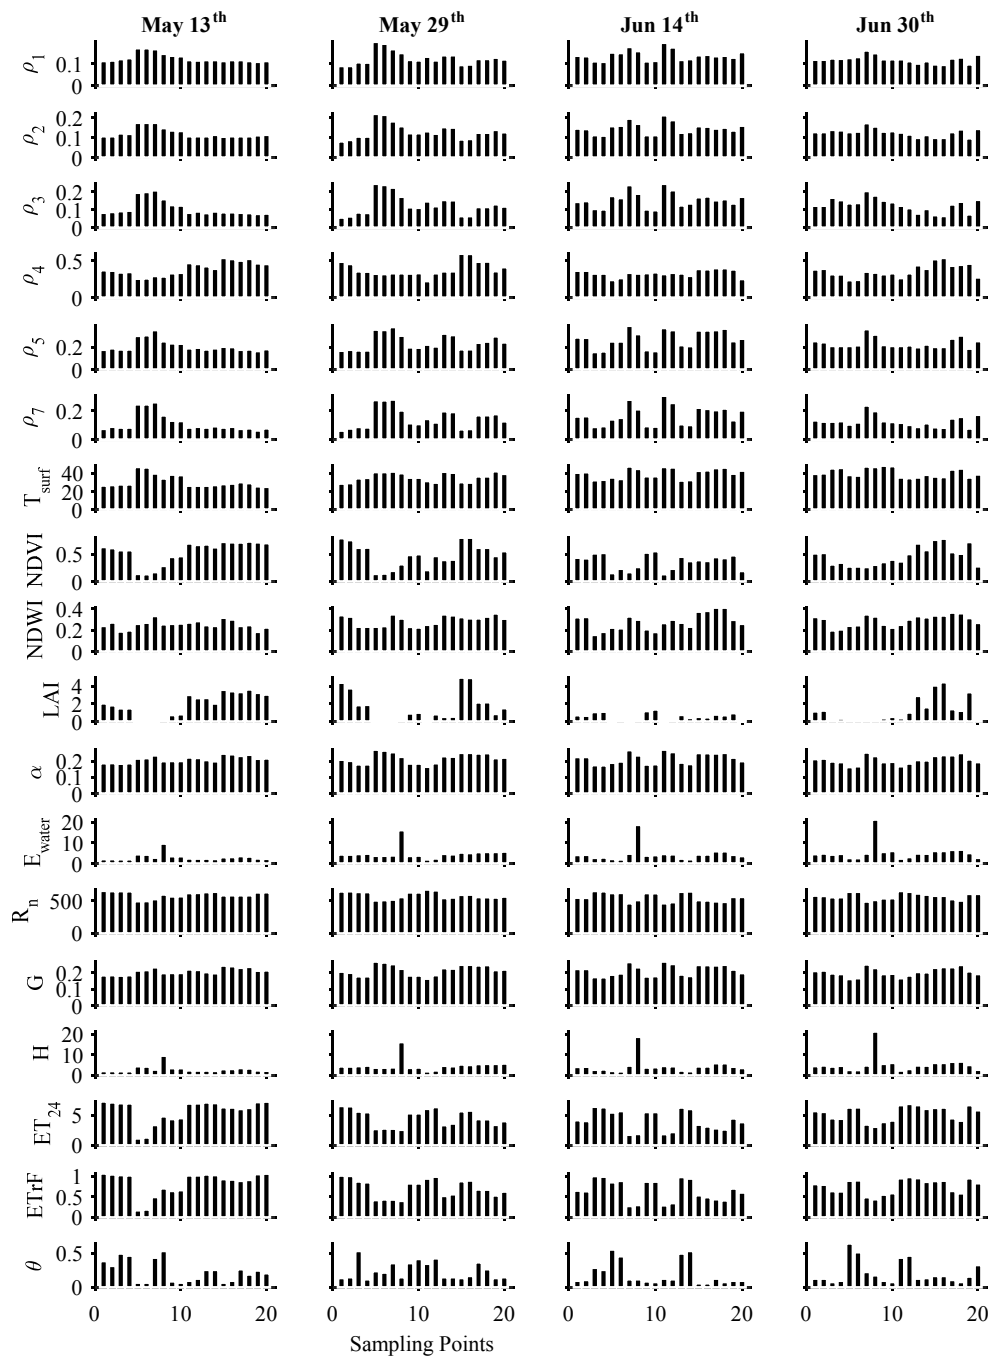 May 13th May 29th Jun 14th Jun 30th
ρ1 0.1 0
ρ2 0.2 0.1 0
ρ3 0.2 0.1 0
ρ4 0.5 0
ρ5 0.2 0
ρ7 0.2 0
Tsurf 40 20 0
NDVI 0.5 0
NDWI 0.4 0.2 0
LAI 4 2 0
α 0.2 0.1 0
Ewater 20 10 0
Rn 500 0
G 0.2 0.1 0
H 20 10 0
ET24 5 0
ETrF 1 0.5 0
θ 0.5 0
0 10 20 0 10 20 0 10 20 0 10 20
Sampling Points